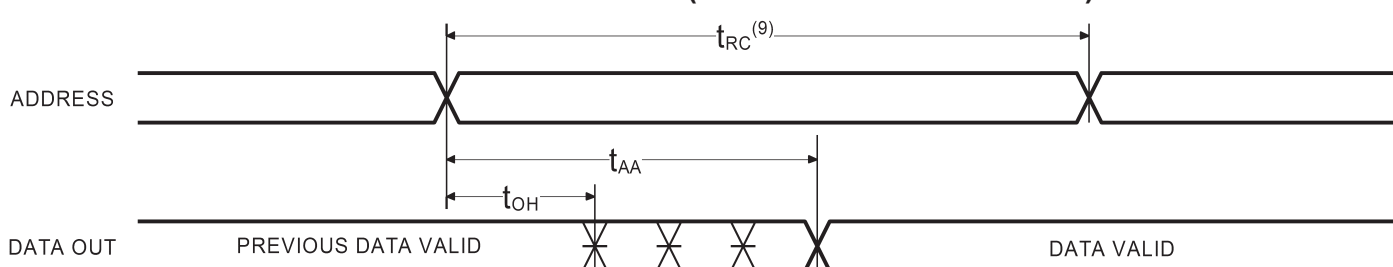 tRC(9)
ADDRESS
tAA
tOH
DATA OUT PREVIOUS DATA VALID DATA VALID